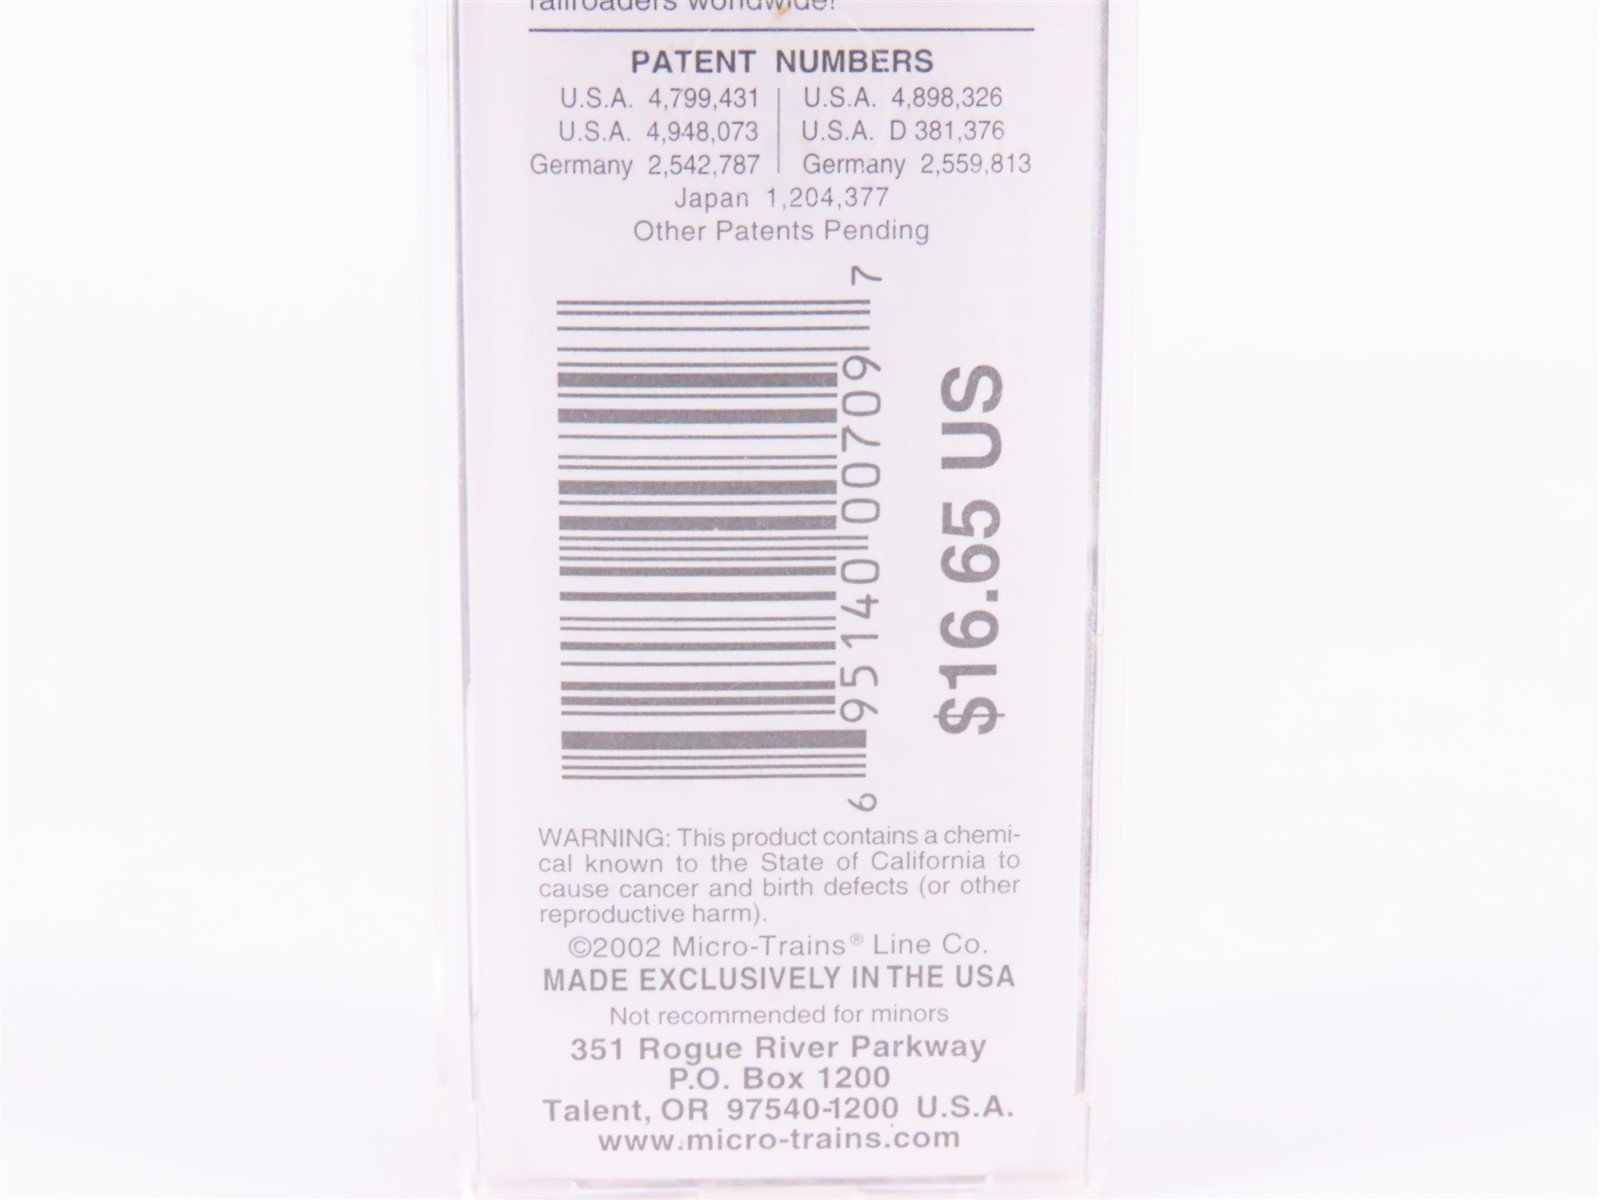 railroaders worldwide!
PATENT NUMBERS
U.S.A. 4,799,431 | U.S.A. 4,898,326
U.S.A. 4,948,073 | U.S.A. D 381,376
Germany 2,542,787 | Germany 2,559,813
Japan 1,204,377
Other Patents Pending
6 95140 00709 7
$16.65 US
WARNING: This product contains a chemi-
cal known to the State of California to
cause cancer and birth defects (or other
reproductive harm).
©2002 Micro-Trains® Line Co.
MADE EXCLUSIVELY IN THE USA
Not recommended for minors
351 Rogue River Parkway
P.O. Box 1200
Talent, OR 97540-1200 U.S.A.
www.micro-trains.com